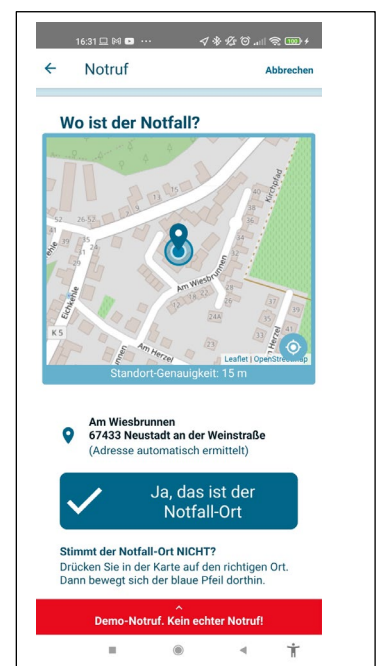 16:31
100
Notruf
Abbrechen
Wo ist der Notfall?
Kirchpfad
Am Wiesbrunnen
Eichkehle
K 5
Am Herzel
24A
Leaflet | OpenStreetMap
Standort-Genauigkeit: 15 m
Am Wiesbrunnen
67433 Neustadt an der Weinstraße
(Adresse automatisch ermittelt)
Ja, das ist der
Notfall-Ort
Stimmt der Notfall-Ort NICHT?
Drücken Sie in der Karte auf den richtigen Ort.
Dann bewegt sich der blaue Pfeil dorthin.
Demo-Notruf. Kein echter Notruf!